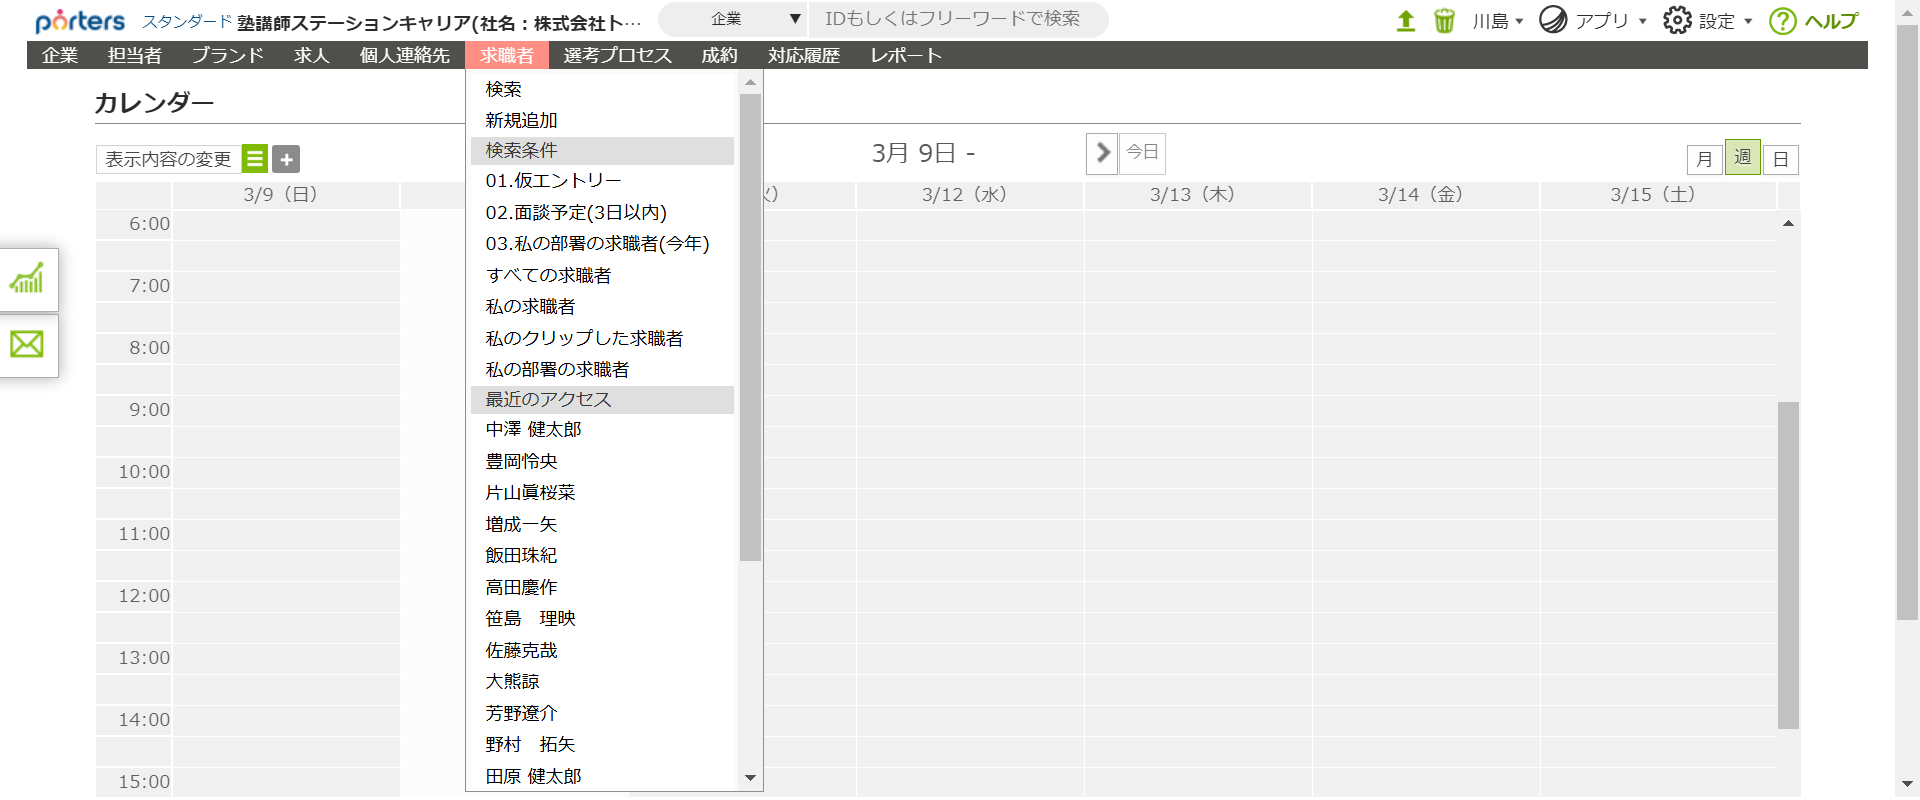 porters スタンダード 塾講師ステーションキャリア(社名：株式会社ト… 企業 ▼ IDもしくはフリーワードで検索 川島 ▼ アプリ ▼ 設定 ▼ ? ヘルプ
企業 担当者 ブランド 求人 個人連絡先 求職者 選考プロセス 成約 対応履歴 レポート
カレンダー
表示内容の変更
3月 9日 -
今日
月 週 日
3/9（日） 3/12（水） 3/13（木） 3/14（金） 3/15（土）
6:00
7:00
8:00
9:00
10:00
11:00
12:00
13:00
14:00
15:00
検索
新規追加
検索条件
01.仮エントリー
02.面談予定(3日以内)
03.私の部署の求職者(今年)
すべての求職者
私の求職者
私のクリップした求職者
私の部署の求職者
最近のアクセス
中澤 健太郎
豊岡怜央
片山眞桜菜
増成一矢
飯田珠紀
高田慶作
笹島　理映
佐藤克哉
大熊諒
芳野遼介
野村　拓矢
田原 健太郎